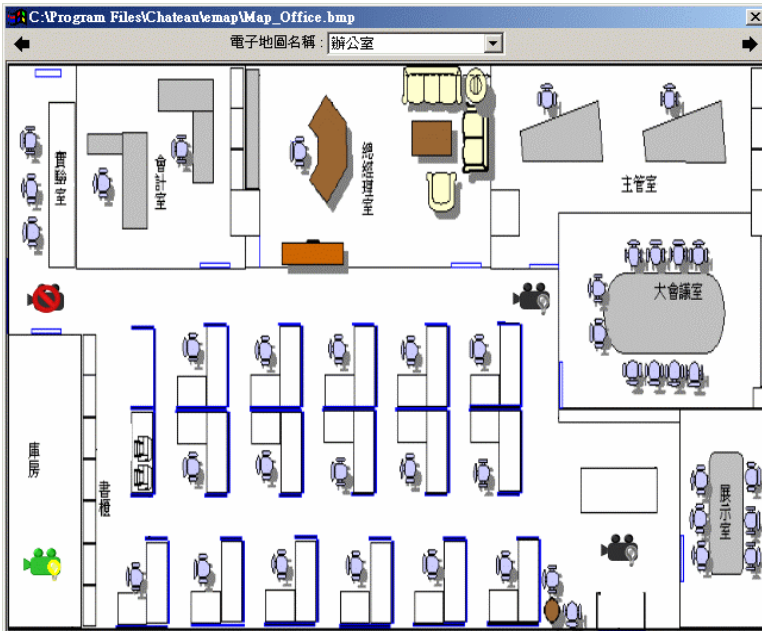 C:\Program Files\Chateau\emap\Map_Office.bmp
電子地圖名稱 : 辦公室
實驗室
會計室
總經理室
主管室
大會議室
庫房
書櫃
展示室